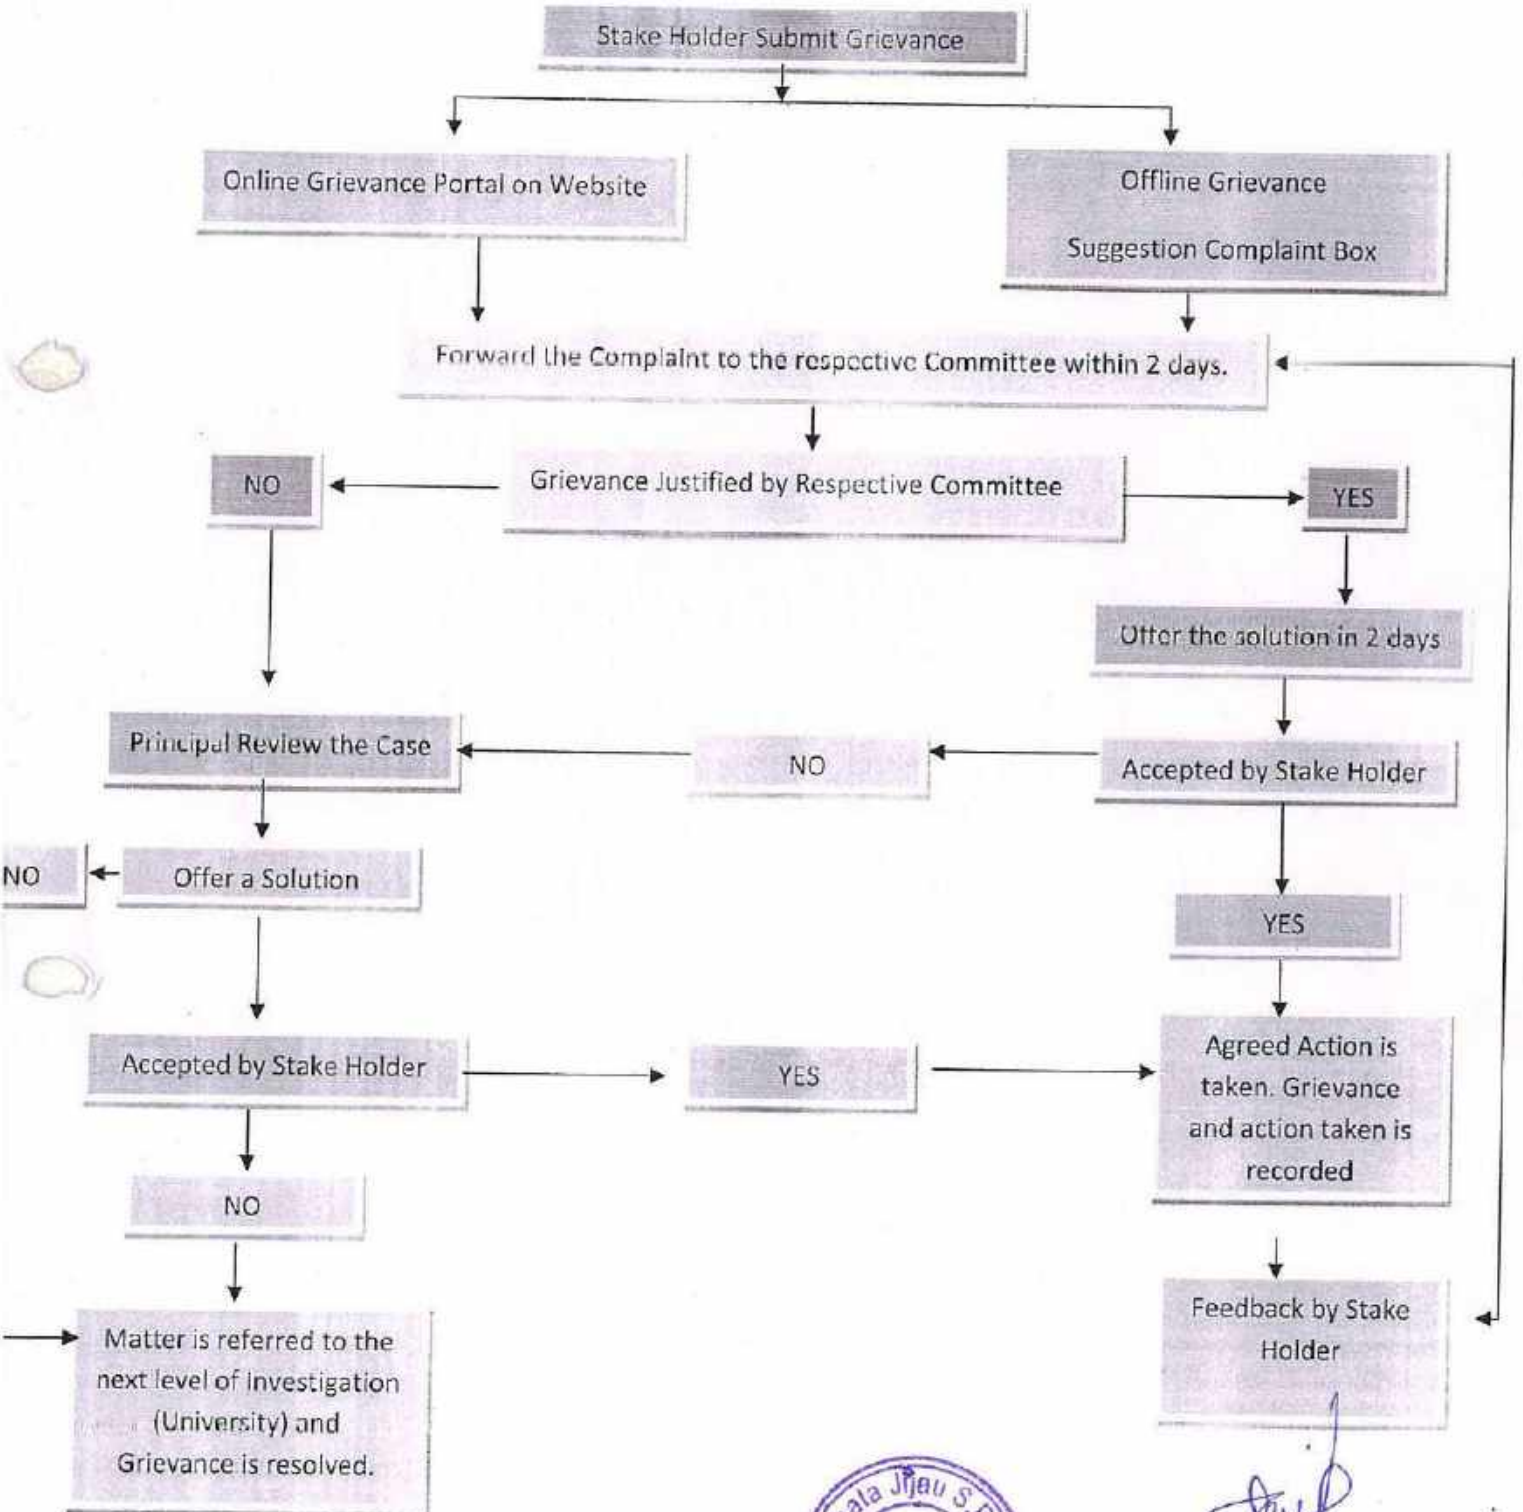 Stake Holder Submit Grievance
Online Grievance Portal on Website
Offline Grievance
Suggestion Complaint Box
Forward the Complaint to the respective Committee within 2 days.
NO
Grievance Justified by Respective Committee
YES
Offer the solution in 2 days
Principal Review the Case
NO
Accepted by Stake Holder
NO
Offer a Solution
YES
Accepted by Stake Holder
YES
Agreed Action is
taken. Grievance
and action taken is
recorded
NO
Feedback by Stake
Holder
Matter is referred to the
next level of investigation
(University) and
Grievance is resolved.
Jijau S.